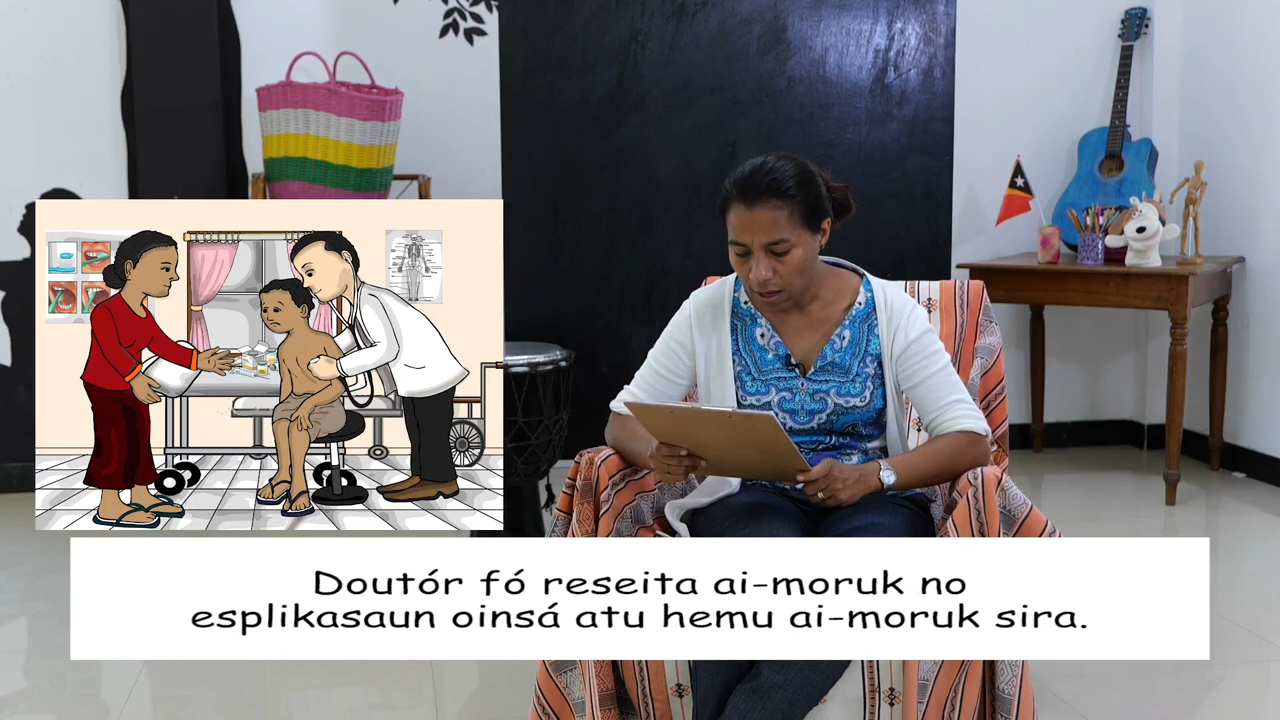 Doutór fó reseita ai-moruk no
esplikasaun oinsá atu hemu ai-moruk sira.